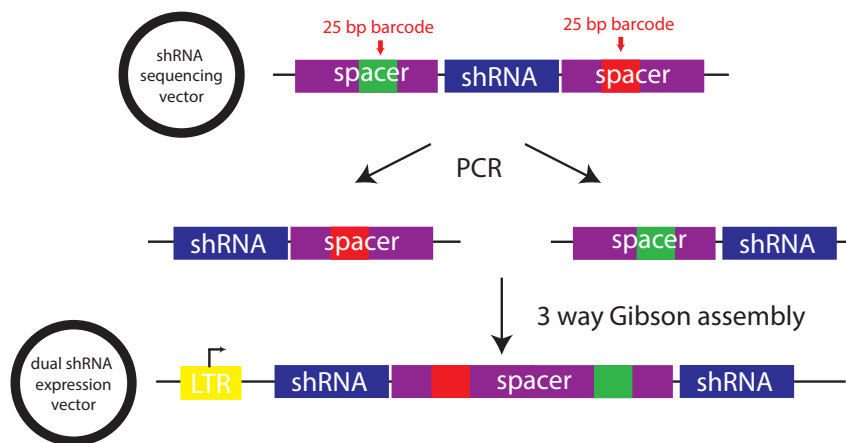 25 bp barcode
25 bp barcode
shRNA
sequencing
vector
spacer
shRNA
spacer
PCR
shRNA
spacer
spacer
shRNA
3 way Gibson assembly
dual shRNA
expression
vector
LTR
shRNA
spacer
shRNA